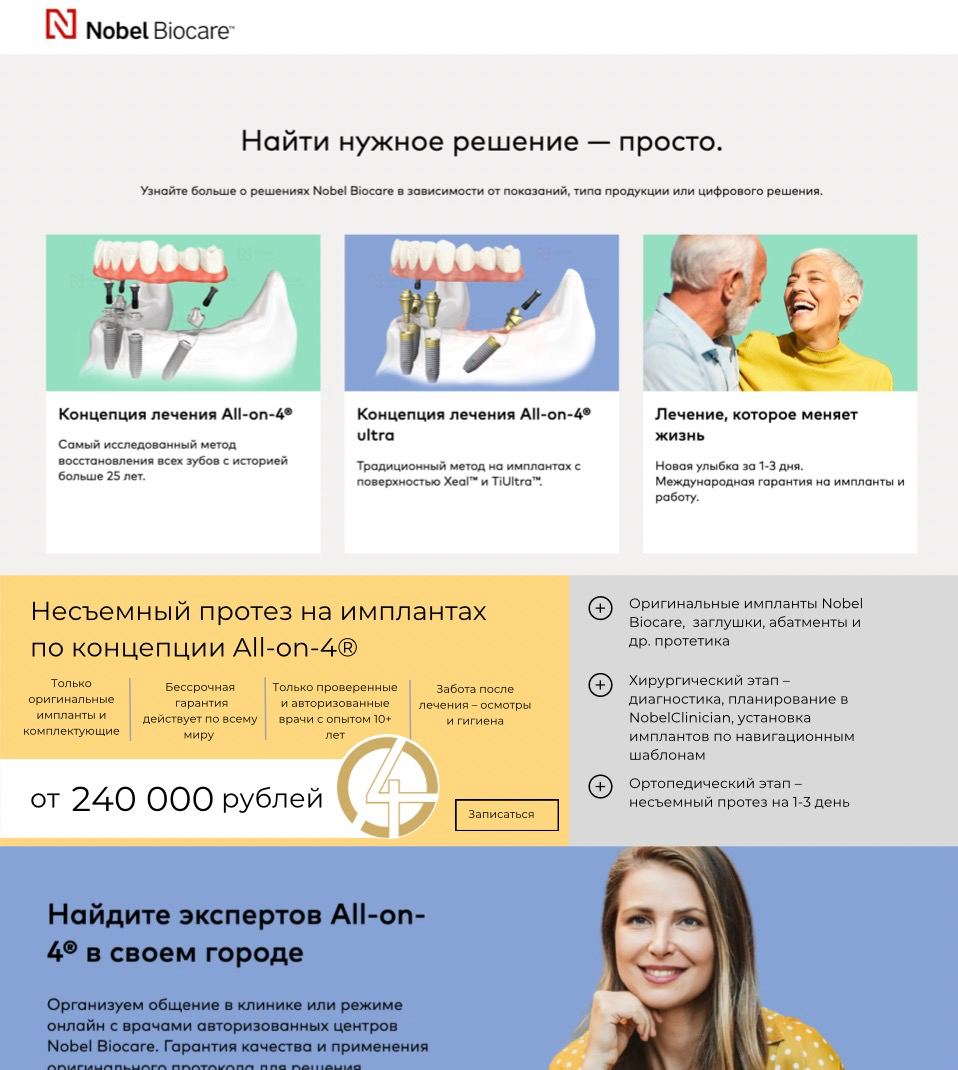 Nobel Biocare™
Найти нужное решение — просто.
Узнайте больше о решениях Nobel Biocare в зависимости от показаний, типа продукции или цифрового решения.
Концепция лечения All-on-4®
Самый исследованный метод
восстановления всех зубов с историей
больше 25 лет.
Концепция лечения All-on-4®
ultra
Традиционный метод на имплантах с
поверхностью Xeal™ и TiUltra™.
Лечение, которое меняет
жизнь
Новая улыбка за 1-3 дня.
Международная гарантия на импланты и
работу.
Несъемный протез на имплантах
по концепции All-on-4®
Только
оригинальные
импланты и
комплектующие
Бессрочная
гарантия
действует по всему
миру
Только проверенные
и авторизованные
врачи с опытом 10+
лет
Забота после
лечения – осмотры
и гигиена
от 240 000 рублей
4
Записаться
Оригинальные импланты Nobel
Biocare, заглушки, абатменты и
др. протетика
Хирургический этап –
диагностика, планирование в
NobelClinician, установка
имплантов по навигационным
шаблонам
Ортопедический этап –
несъемный протез на 1-3 день
Найдите экспертов All-on-
4® в своем городе
Организуем общение в клинике или режиме
онлайн с врачами авторизованных центров
Nobel Biocare. Гарантия качества и применения
оригинального протокола для решения